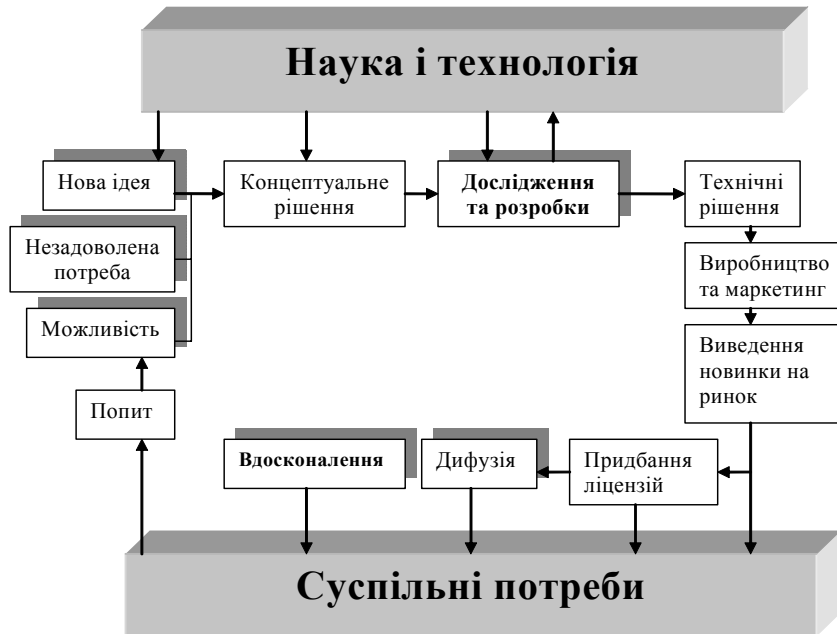 Наука і технологія
Нова ідея
Концептуальне
рішення
Дослідження
та розробки
Технічні
рішення
Незадоволена
потреба
Виробництво
та маркетинг
Можливість
Виведення
новинки на
ринок
Попит
Вдосконалення
Дифузія
Придбання
ліцензій
Суспільні потреби